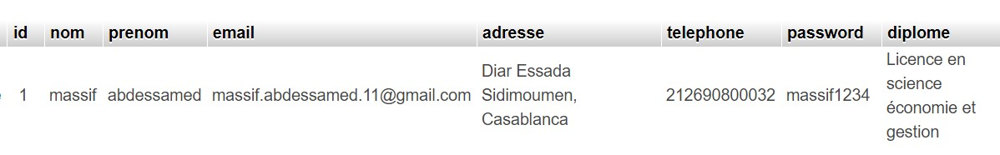 id nom prenom email adresse telephone password diplome
1 massif abdessamed massif.abdessamed.11@gmail.com Diar Essada Sidimoumen, Casablanca 212690800032 massif1234 Licence en science économie et gestion